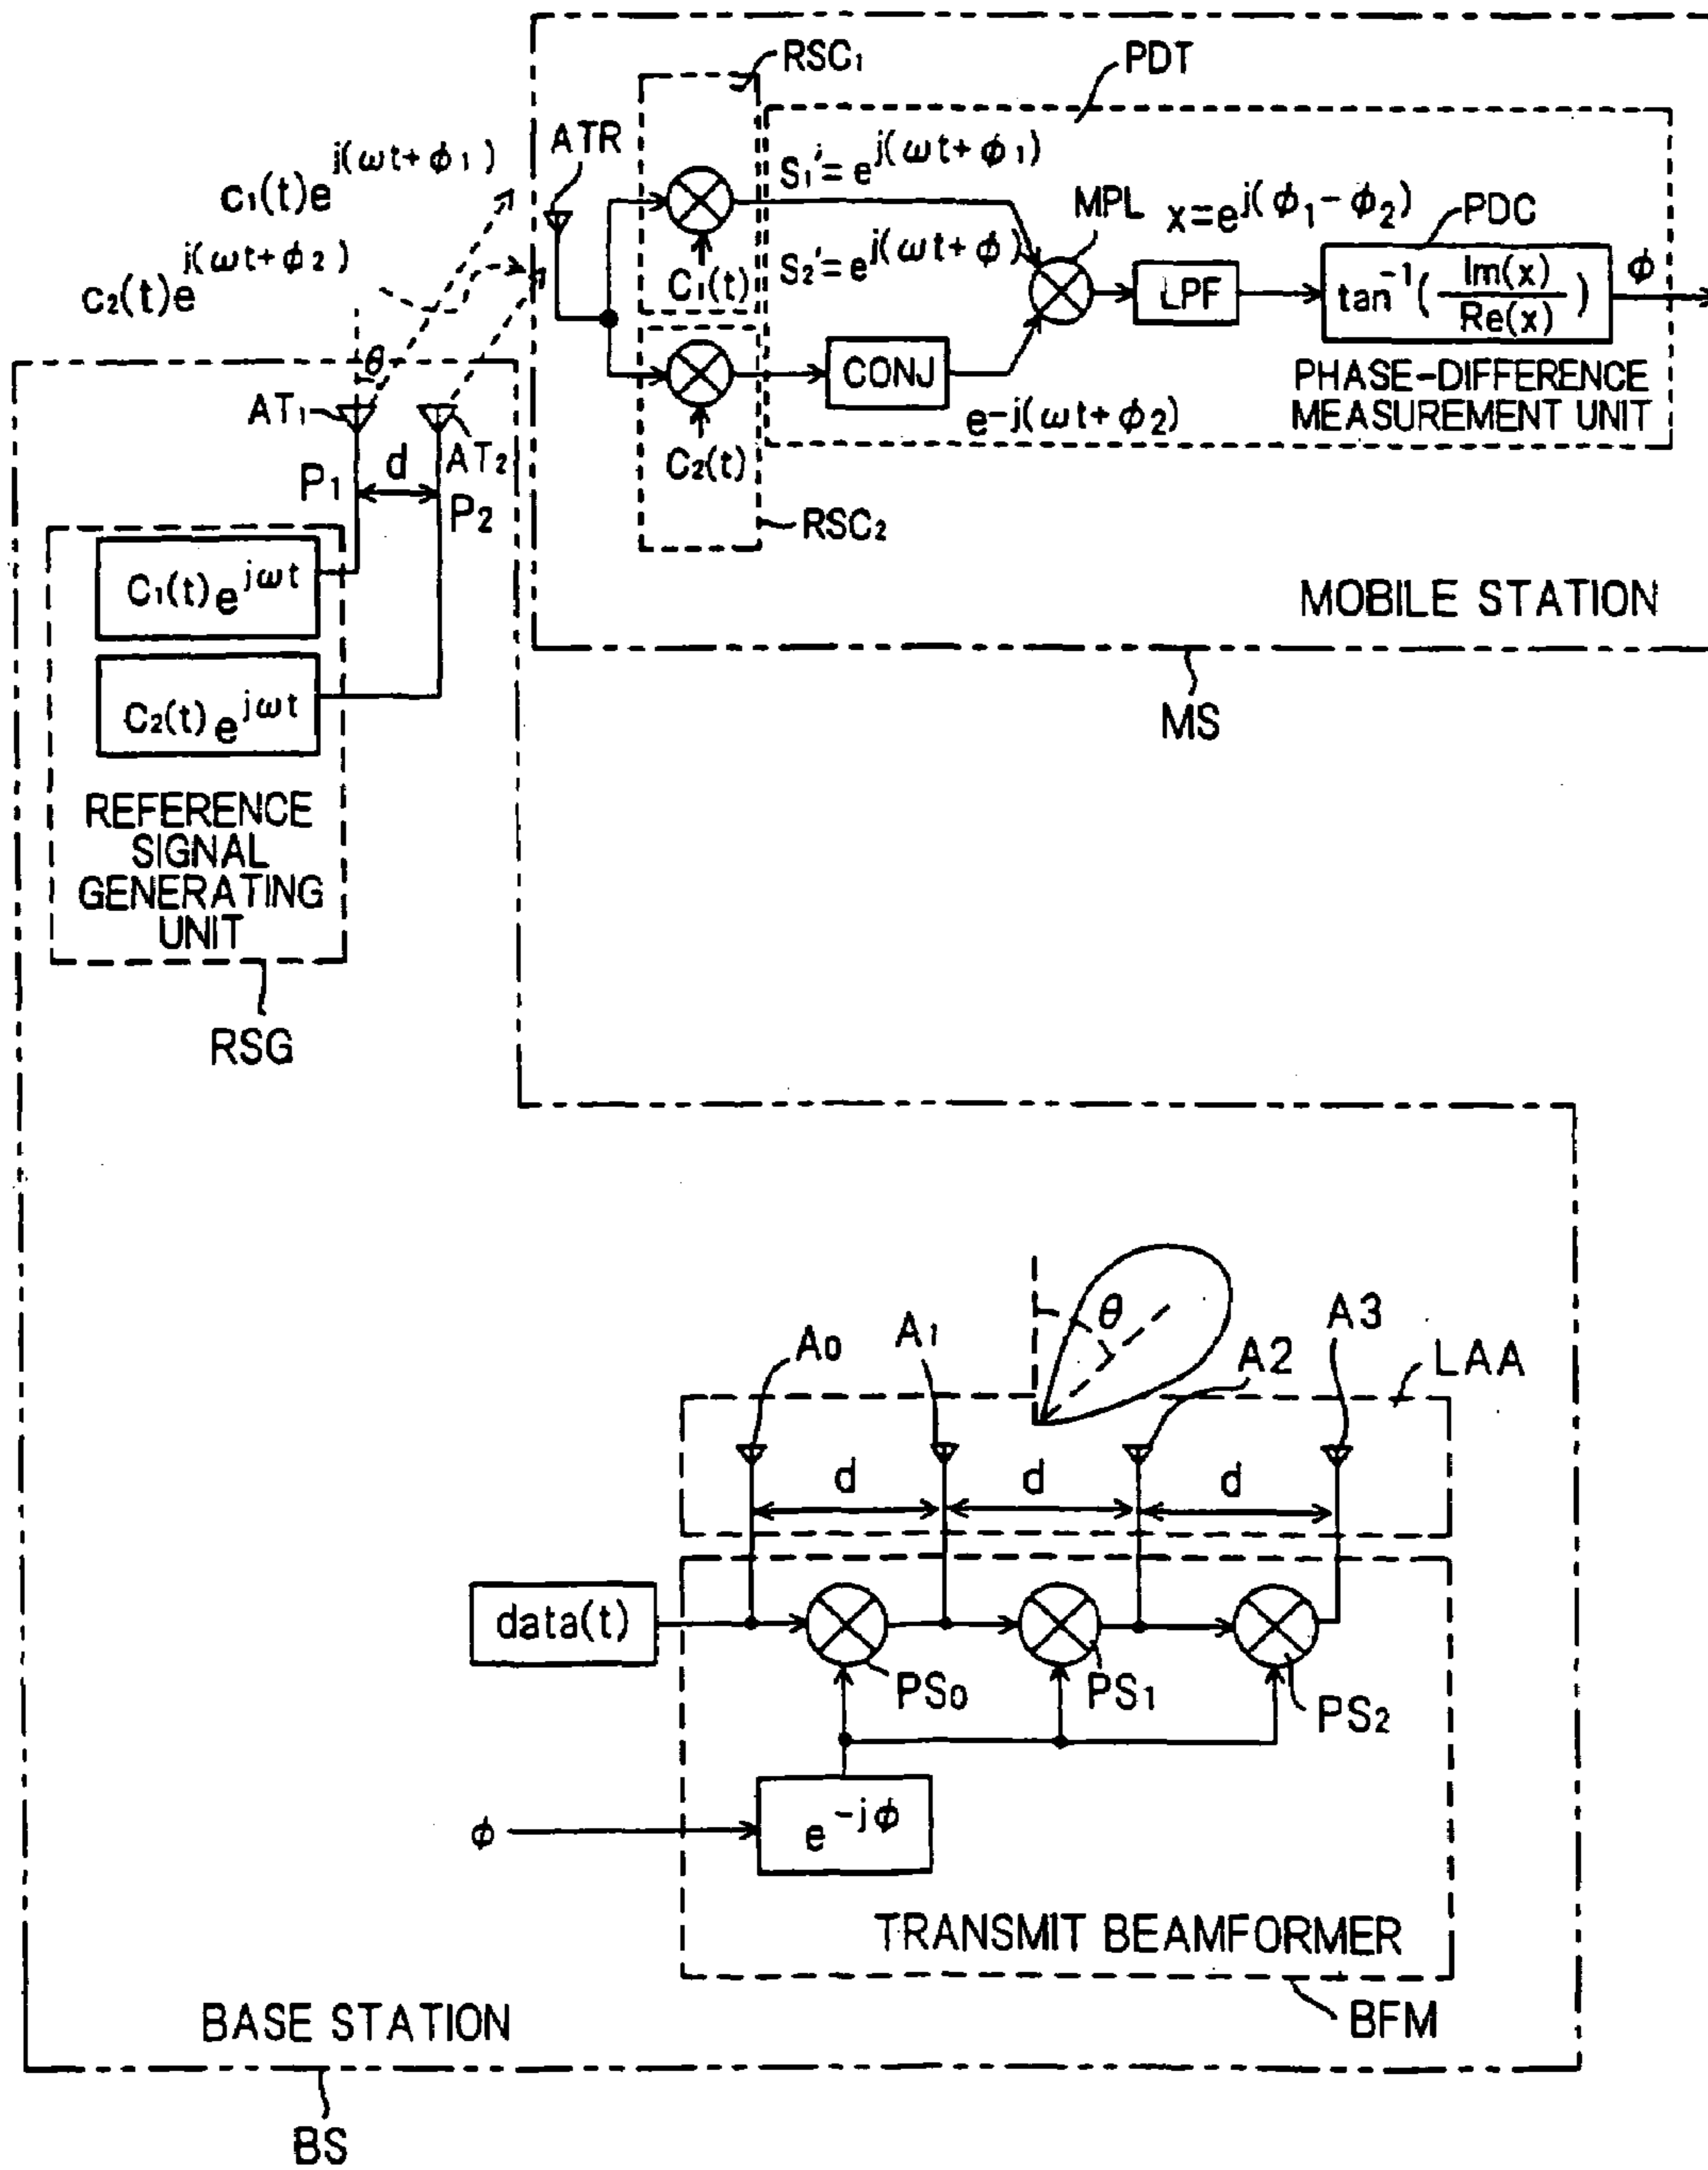 RSC₁
PDT
ATR
c₁(t)e^j(ωt+ϕ₁)
S₁'=e^j(ωt+ϕ₁)
MPL
x=e^j(ϕ₁-ϕ₂)
PDC
c₂(t)e^j(ωt+ϕ₂)
S₂'=e^j(ωt+ϕ)
C₁(t)
LPF
tan⁻¹(Im(x)/Re(x))
ϕ
θ
CONJ
PHASE-DIFFERENCE
MEASUREMENT UNIT
AT₁
e-j(ωt+ϕ₂)
AT₂
C₂(t)
P₁
d
P₂
RSC₂
C₁(t)e^jωt
MOBILE STATION
C₂(t)e^jωt
MS
REFERENCE
SIGNAL
GENERATING
UNIT
RSG
A₀
A₁
θ
A2
A3
LAA
d
d
d
data(t)
PS₀
PS₁
PS₂
ϕ
e^-jϕ
TRANSMIT BEAMFORMER
BASE STATION
BFM
BS